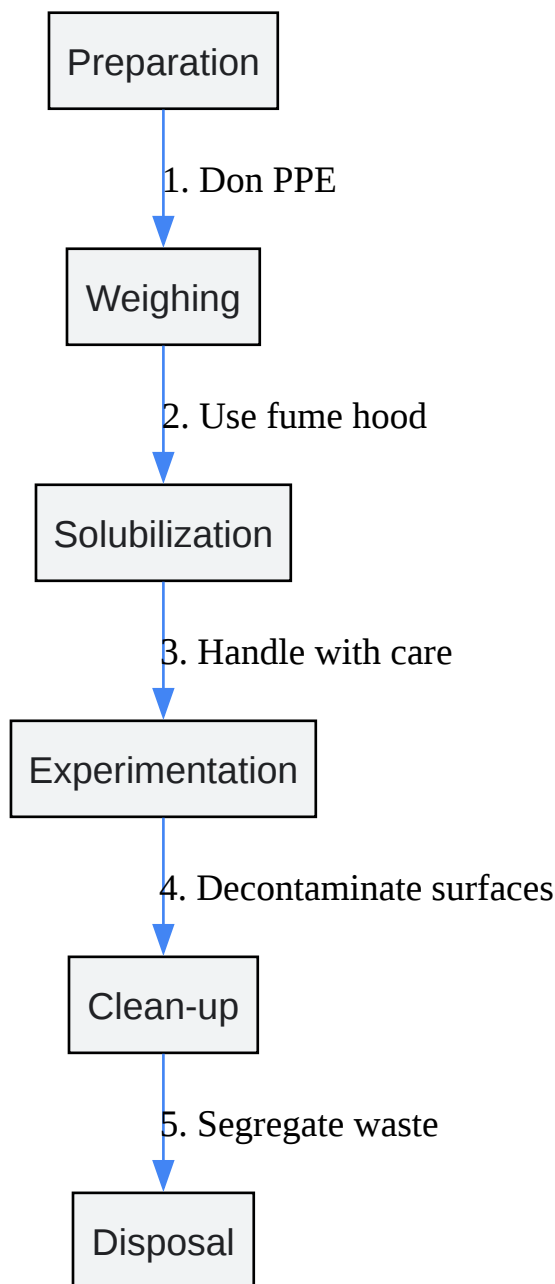 Preparation
1. Don PPE
Weighing
2. Use fume hood
Solubilization
3. Handle with care
Experimentation
4. Decontaminate surfaces
Clean-up
5. Segregate waste
Disposal